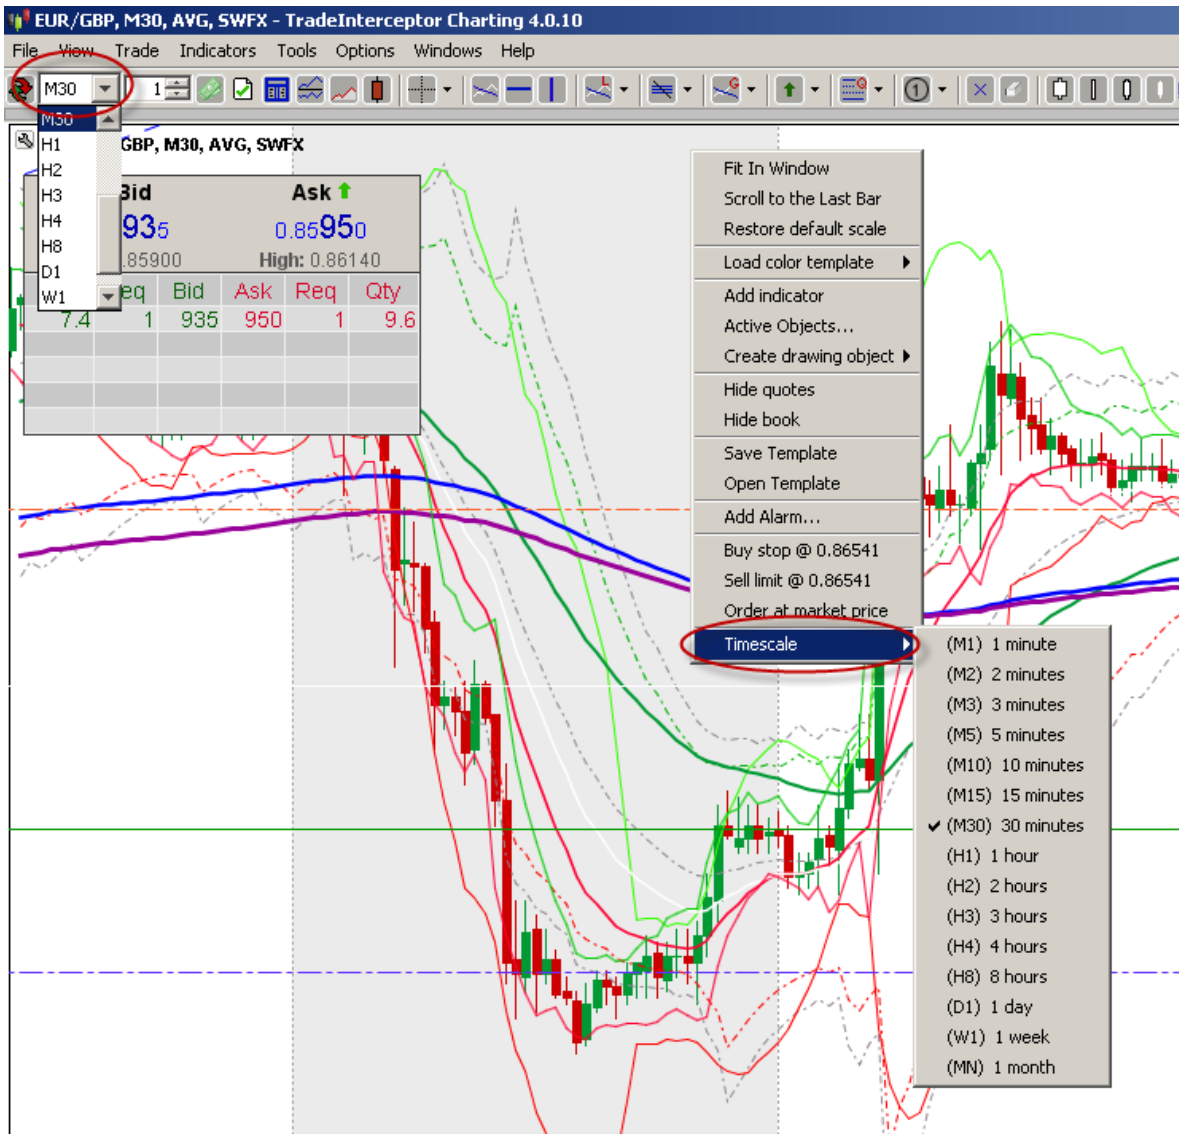 EUR/GBP, M30, AVG, SWFX - TradeInterceptor Charting 4.0.10
File View Trade Indicators Tools Options Windows Help
M30 1
M30
H1
H2
H3
H4
H8
D1
W1
GBP, M30, AVG, SWFX
Bid Ask
935 0.85950
.85900 High: 0.86140
eq Bid Ask Req Qty
7.4 1 935 950 1 9.6
Fit In Window
Scroll to the Last Bar
Restore default scale
Load color template
Add indicator
Active Objects...
Create drawing object
Hide quotes
Hide book
Save Template
Open Template
Add Alarm...
Buy stop @ 0.86541
Sell limit @ 0.86541
Order at market price
Timescale
(M1) 1 minute
(M2) 2 minutes
(M3) 3 minutes
(M5) 5 minutes
(M10) 10 minutes
(M15) 15 minutes
(M30) 30 minutes
(H1) 1 hour
(H2) 2 hours
(H3) 3 hours
(H4) 4 hours
(H8) 8 hours
(D1) 1 day
(W1) 1 week
(MN) 1 month